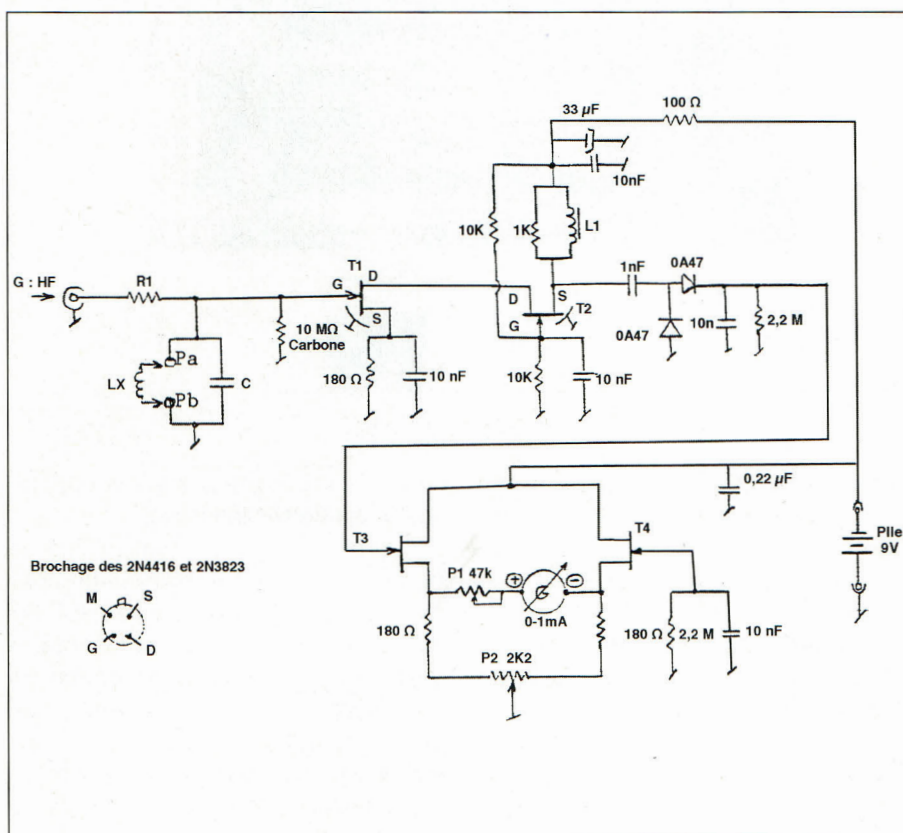 33 µF
100 Ω
10nF
10K
1K
L1
G : HF
R1
T1
D
G
S
1nF
0A47
D
S
T2
G
0A47
10n
2,2 M
10 MΩ
Carbone
Pa
LX
C
Pb
180 Ω
10 nF
10K
10 nF
0,22 µF
T3
T4
PIle
9V
P1 47k
+
−
G
0-1mA
Brochage des 2N4416 et 2N3823
M
S
G
D
180 Ω
P2 2K2
180 Ω
2,2 M
10 nF